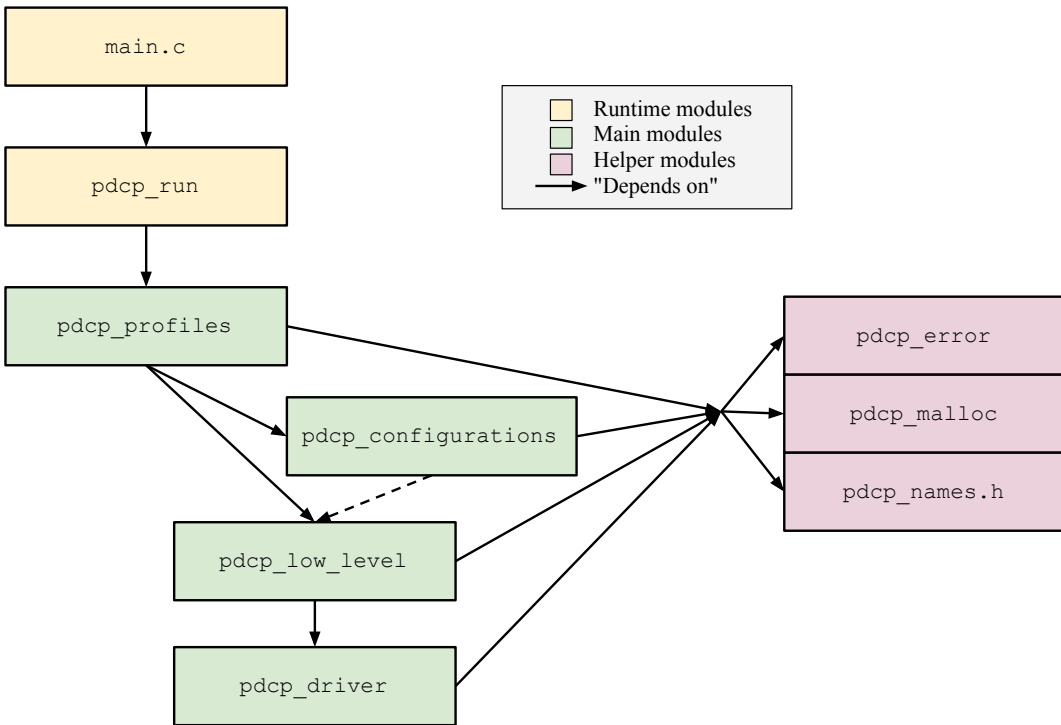 main.c
pdcp_run
Runtime modules
Main modules
Helper modules
"Depends on"
pdcp_profiles
pdcp_configurations
pdcp_low_level
pdcp_driver
pdcp_error
pdcp_malloc
pdcp_names.h